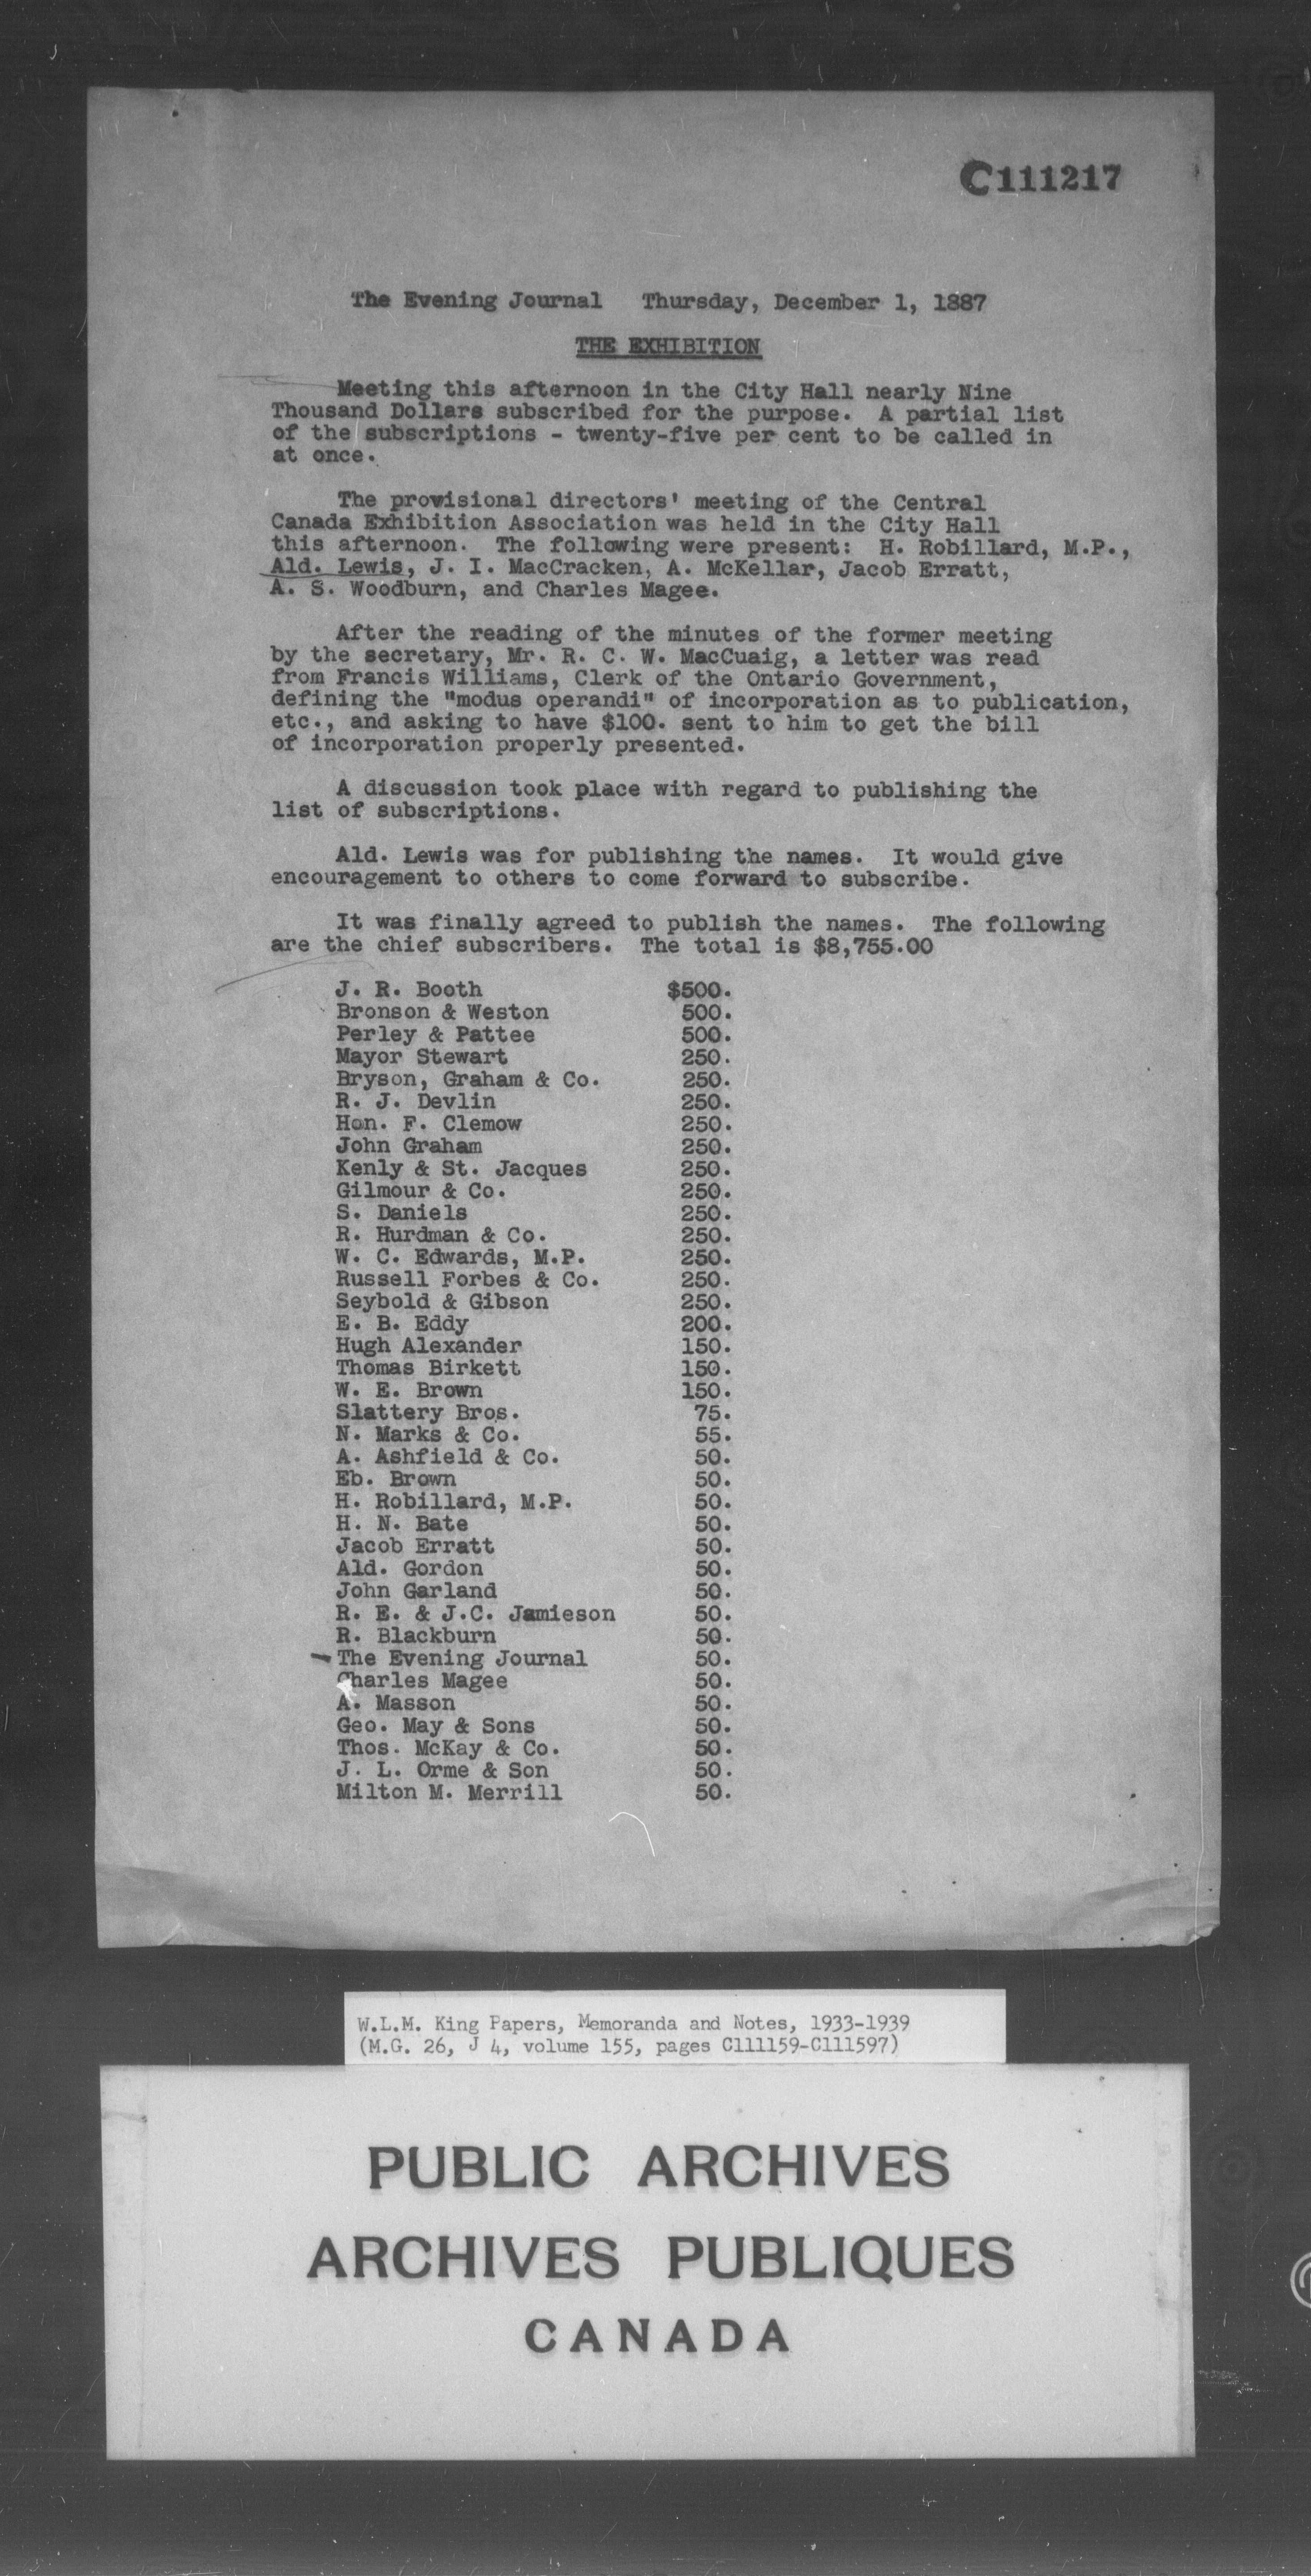 C111217
The Evening Journal Thursday, December 1, 1887
THE EXHIBITION
Meeting this afternoon in the City Hall nearly Nine
Thousand Dollars subscribed for the purpose. A partial list
of the subscriptions - twenty-five per cent to be called in
at once.
The provisional directors' meeting of the Central
Canada Exhibition Association was held in the City Hall
this afternoon. The following were present: H. Robillard, M.P.,
Ald. Lewis, J. I. MacCracken, A. McKellar, Jacob Erratt,
A. S. Woodburn, and Charles Magee.
After the reading of the minutes of the former meeting
by the secretary, Mr. R. C. W. MacCuaig, a letter was read
from Francis Williams, Clerk of the Ontario Government,
defining the "modus operandi" of incorporation as to publication,
etc., and asking to have $100. sent to him to get the bill
of incorporation properly presented.
A discussion took place with regard to publishing the
list of subscriptions.
Ald. Lewis was for publishing the names. It would give
encouragement to others to come forward to subscribe.
It was finally agreed to publish the names. The following
are the chief subscribers. The total is $8,755.00
J. R. Booth $500.
Bronson & Weston 500.
Perley & Pattee 500.
Mayor Stewart 250.
Bryson, Graham & Co. 250.
R. J. Devlin 250.
Hon. F. Clemow 250.
John Graham 250.
Kenly & St. Jacques 250.
Gilmour & Co. 250.
S. Daniels 250.
R. Hurdman & Co. 250.
W. C. Edwards, M.P. 250.
Russell Forbes & Co. 250.
Seybold & Gibson 250.
E. B. Eddy 200.
Hugh Alexander 150.
Thomas Birkett 150.
W. E. Brown 150.
Slattery Bros. 75.
N. Marks & Co. 55.
A. Ashfield & Co. 50.
Eb. Brown 50.
H. Robillard, M.P. 50.
H. N. Bate 50.
Jacob Erratt 50.
Ald. Gordon 50.
John Garland 50.
R. E. & J.C. Jamieson 50.
R. Blackburn 50.
The Evening Journal 50.
Charles Magee 50.
A. Masson 50.
Geo. May & Sons 50.
Thos. McKay & Co. 50.
J. L. Orme & Son 50.
Milton M. Merrill 50.
W.L.M. King Papers, Memoranda and Notes, 1933-1939
(M.G. 26, J 4, volume 155, pages C111159-C111597)
PUBLIC ARCHIVES
ARCHIVES PUBLIQUES
CANADA